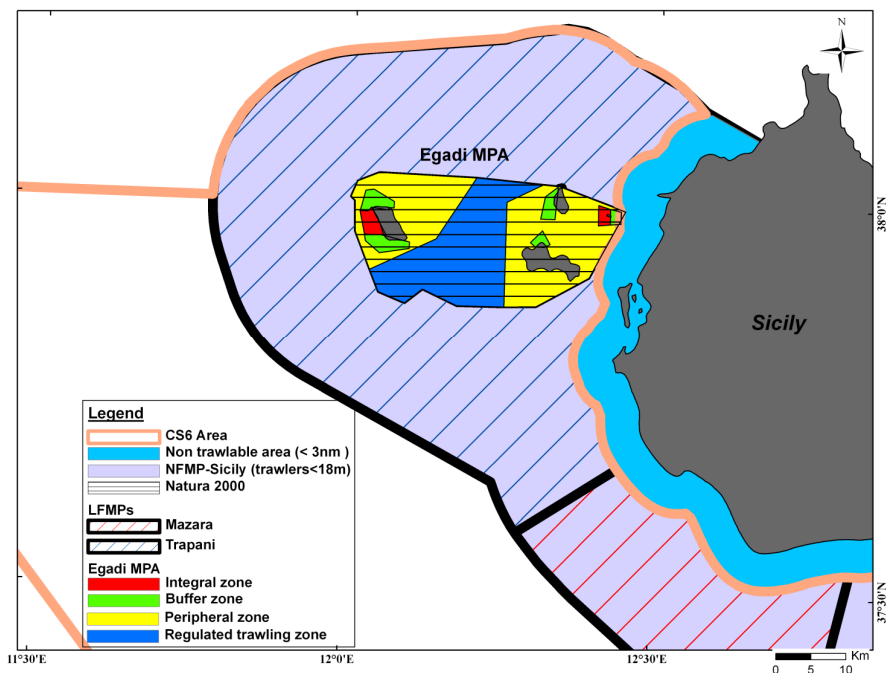 N
Egadi MPA
38°0'N
Sicily
Legend
CS6 Area
Non trawlable area (< 3nm )
NFMP-Sicily (trawlers<18m)
Natura 2000
LFMPs
Mazara
Trapani
Egadi MPA
Integral zone
Buffer zone
Peripheral zone
Regulated trawling zone
37°30'N
Km
0 5 10
11°30'E 12°0'E 12°30'E